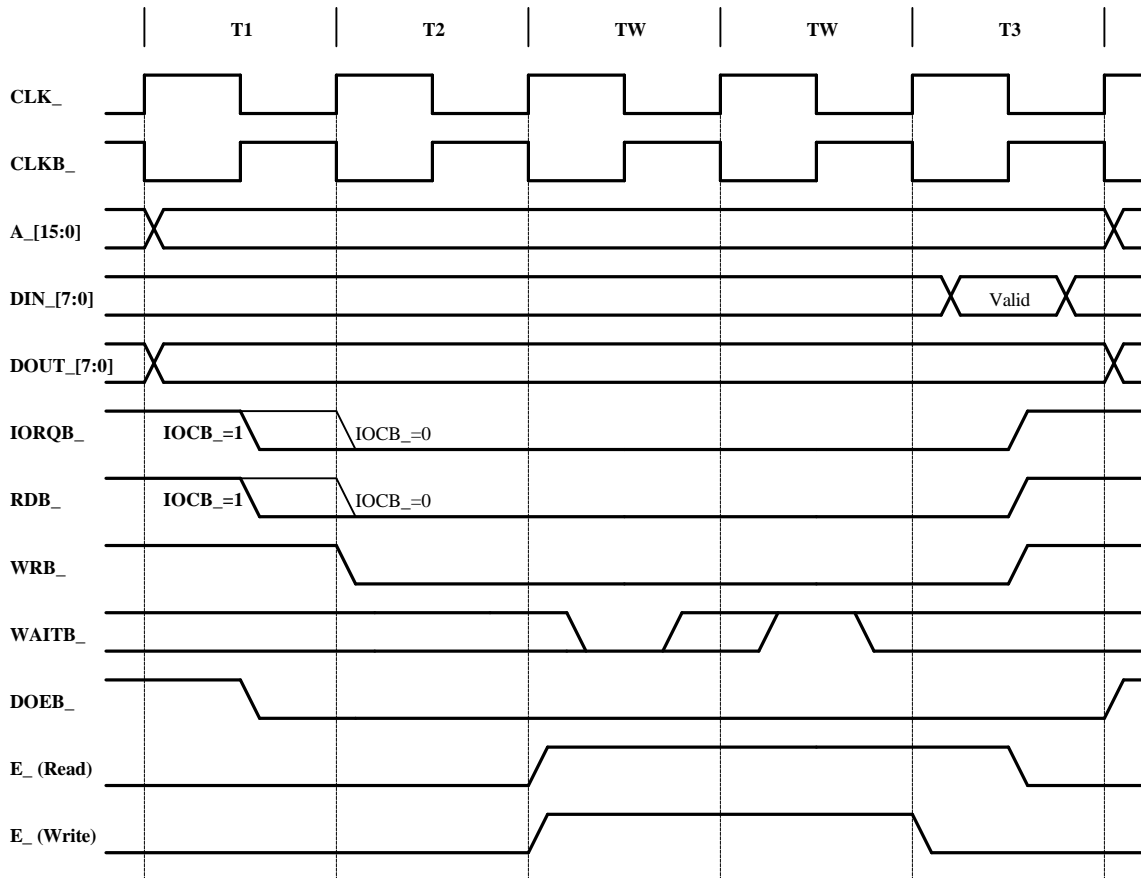 T1 T2 TW TW T3
CLK_
CLKB_
A_[15:0]
DIN_[7:0] Valid
DOUT_[7:0]
IORQB_ IOCB_=1 IOCB_=0
RDB_ IOCB_=1 IOCB_=0
WRB_
WAITB_
DOEB_
E_ (Read)
E_ (Write)